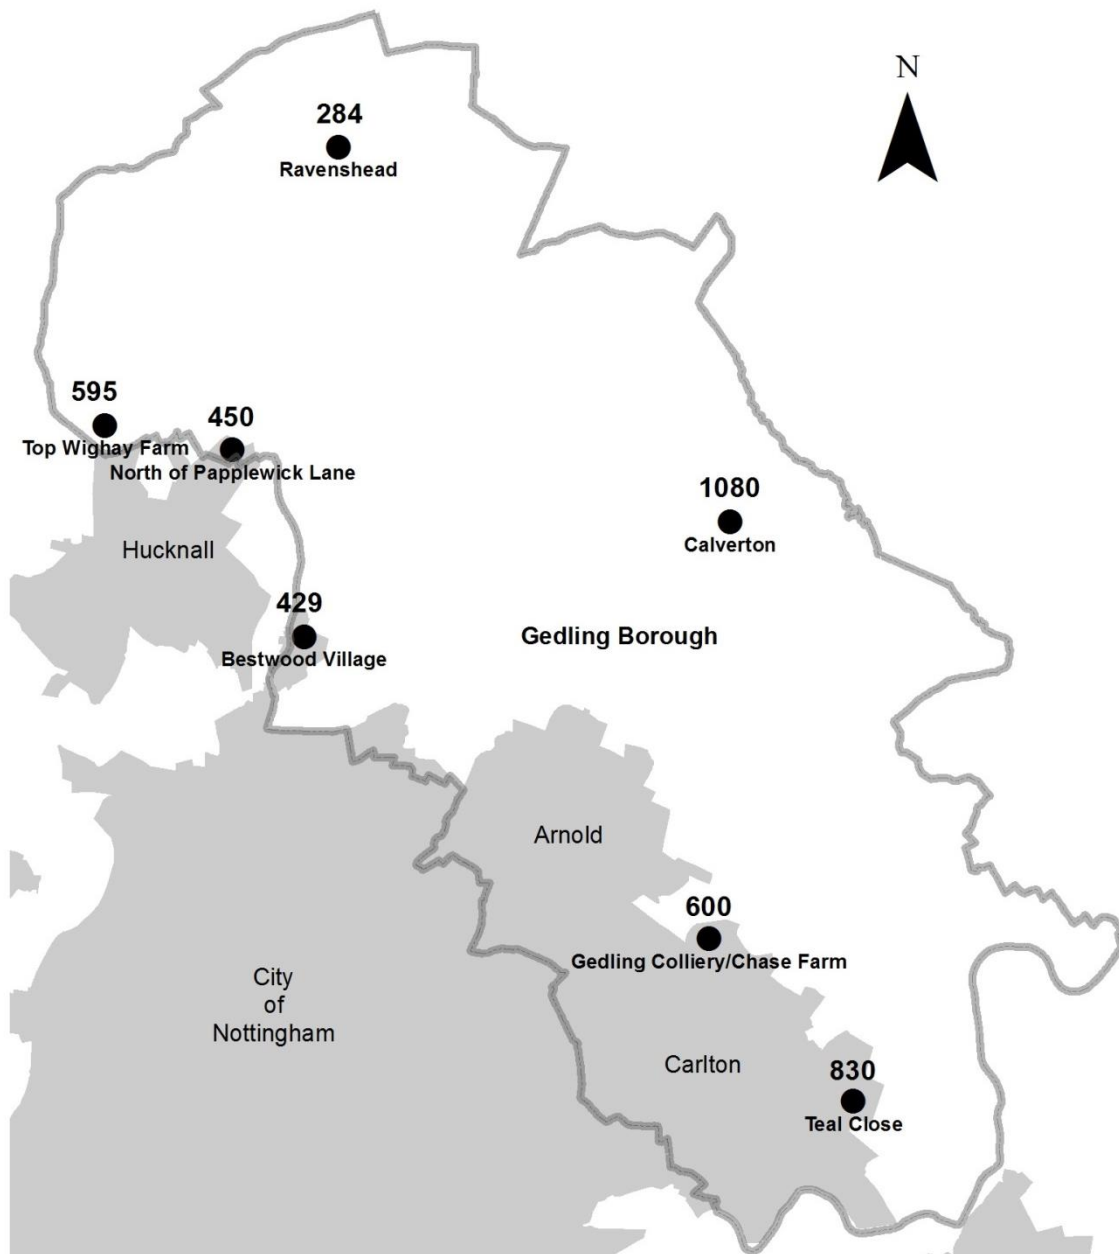 N
284
Ravenshead
595
Top Wighay Farm
450
North of Papplewick Lane
Hucknall
1080
Calverton
429
Bestwood Village
Gedling Borough
Arnold
600
Gedling Colliery/Chase Farm
City
of
Nottingham
Carlton
830
Teal Close